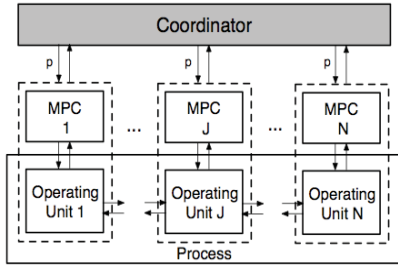 Coordinator
p p p
MPC 1
... MPC J
... MPC N
Operating Unit 1
Operating Unit J
Operating Unit N
Process